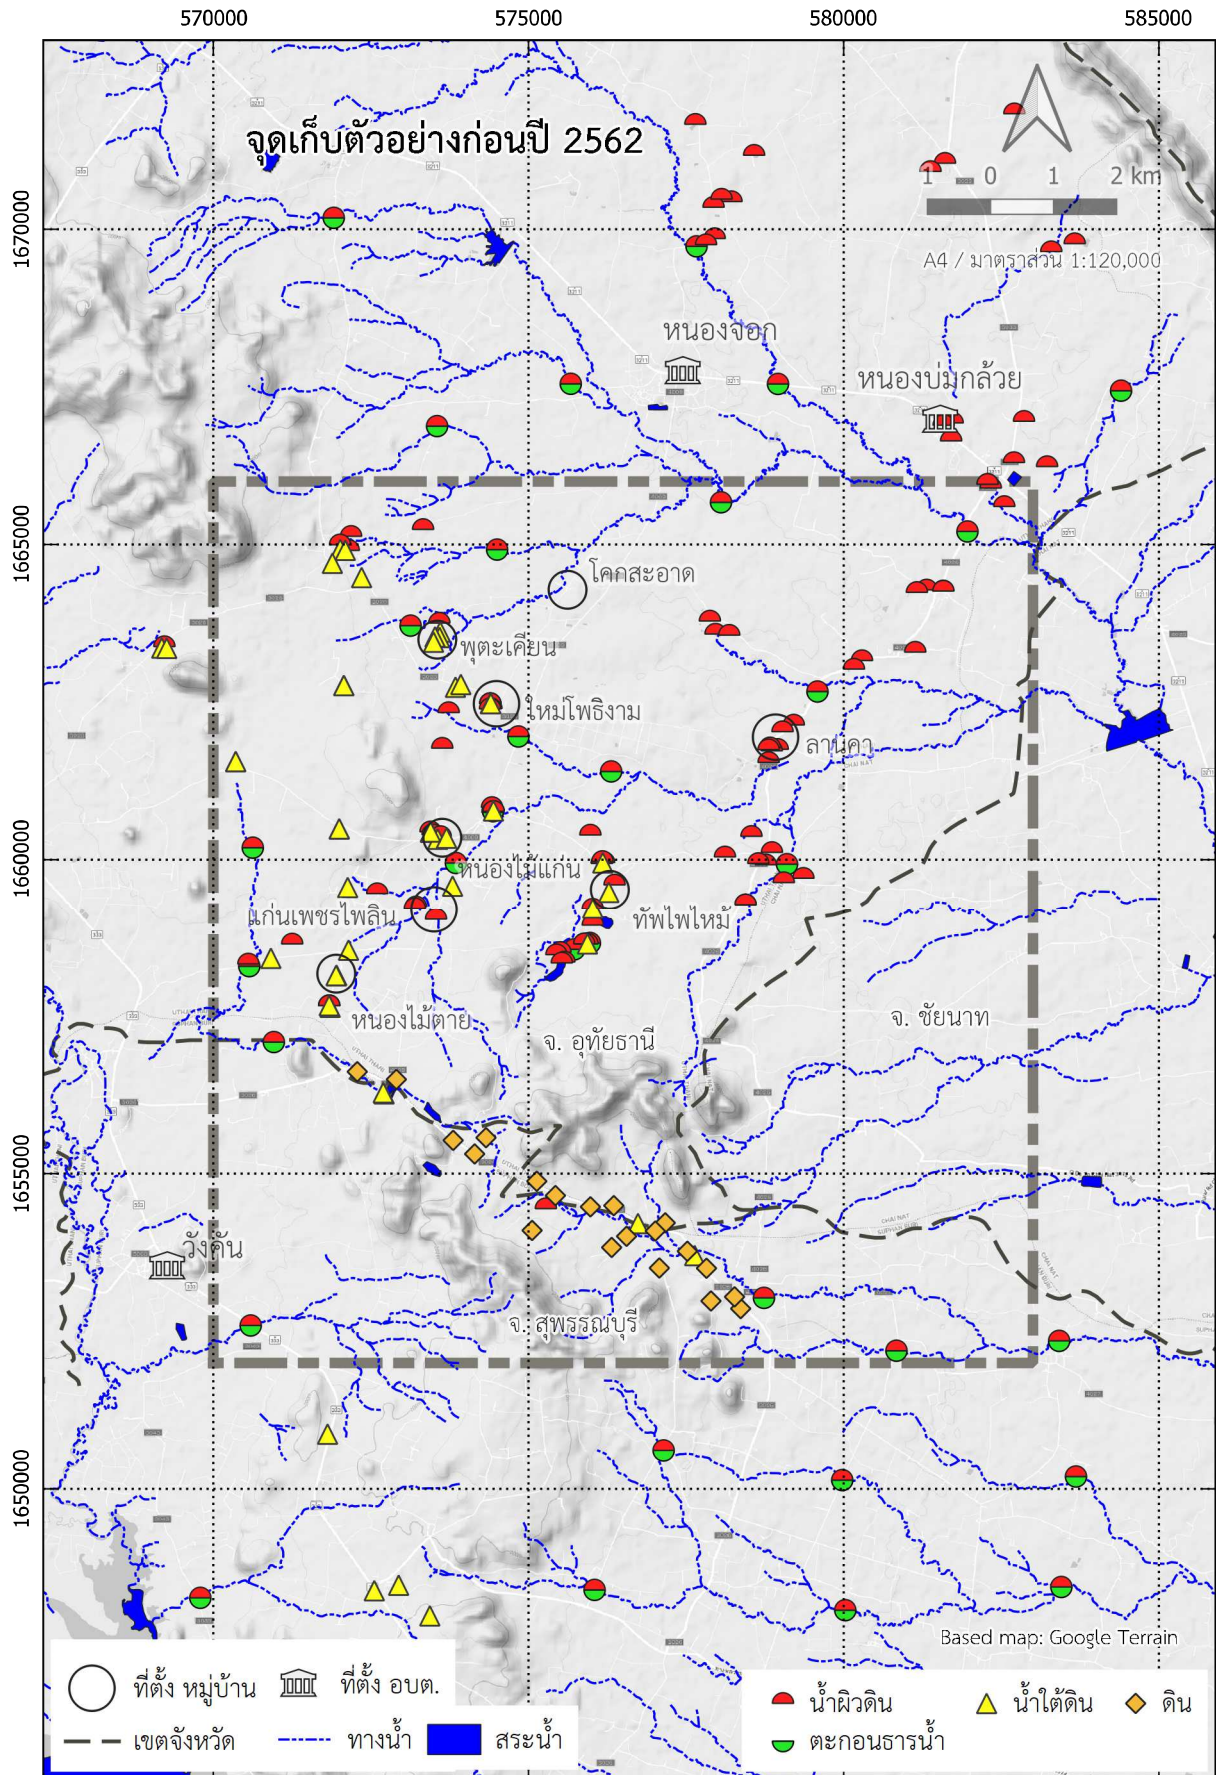 570000 575000 580000 585000
จุดเก็บตัวอย่างก่อนปี 2562
1 0 1 2 km
1670000
A4 / มาตราส่วน 1:120,000
หนองจอก
หนองบ่มกล้วย
1665000
โคกสะอาด
พุตะเคียน
ใหม่โพธิงาม
ลานคา
CHAI NAT
1660000
หนองไม้แก่น
แก่นเพชรไพลิน
ทัพไพไหม้
หนองไม้ตาย
จ. ชัยนาท
จ. อุทัยธานี
1655000
CHAI NAT
SUPHAN BURI
วังคัน
จ. สุพรรณบุรี
1650000
Based map: Google Terrain
ที่ตั้ง หมู่บ้าน ที่ตั้ง อบต.
เขตจังหวัด ทางน้ำ สระน้ำ
น้ำผิวดิน น้ำใต้ดิน ดิน
ตะกอนธารน้ำ